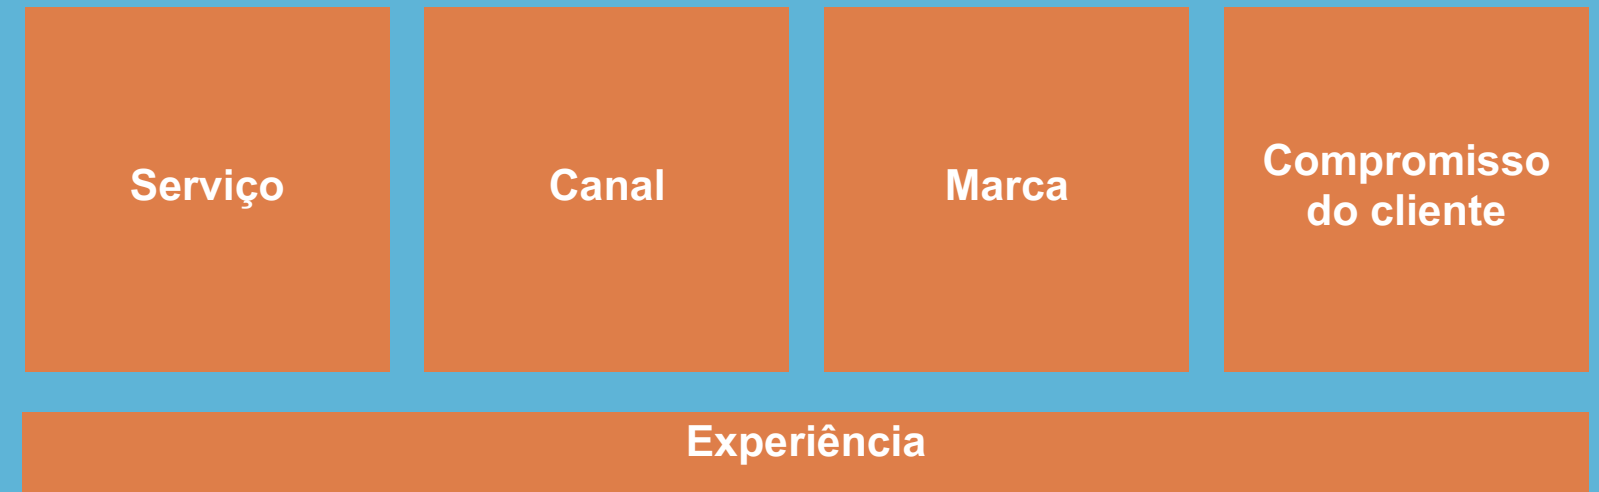 Serviço
Canal
Marca
Compromisso
do cliente
Experiência